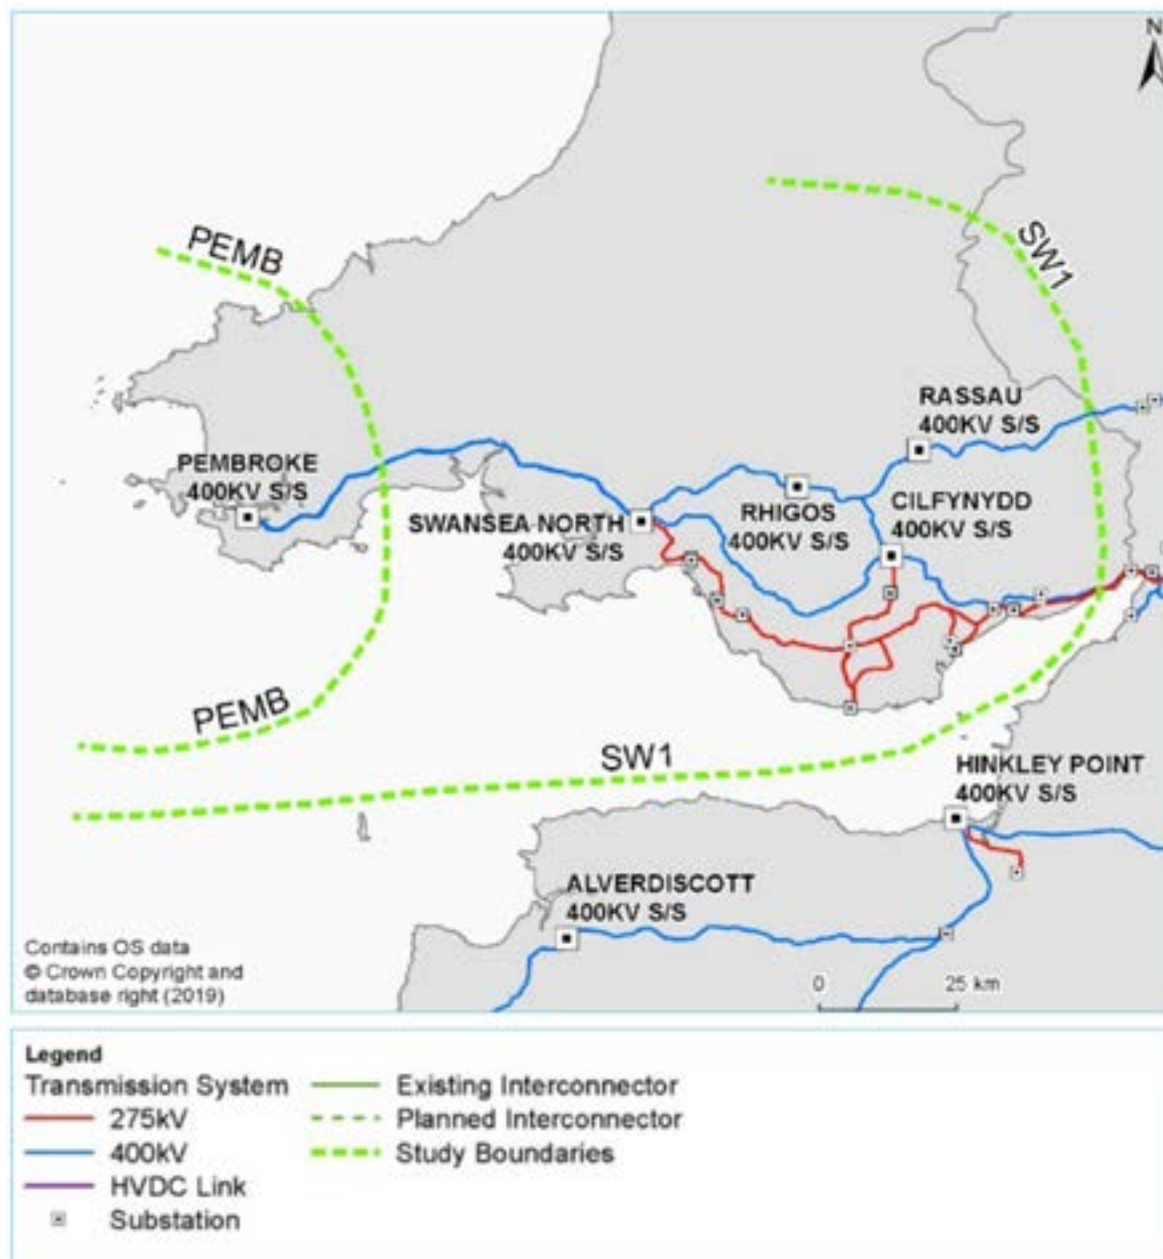 N
PEMB
SW1
RASSAU
400KV S/S
PEMBROKE
400KV S/S
SWANSEA NORTH
400KV S/S
RHIGOS
400KV S/S
CILFYNYDD
400KV S/S
PEMB
SW1
HINKLEY POINT
400KV S/S
ALVERDISCOTT
400KV S/S
Contains OS data
© Crown Copyright and
database right (2019)
0 25 km
Legend
Transmission System
275kV
400kV
HVDC Link
Substation
Existing Interconnector
Planned Interconnector
Study Boundaries